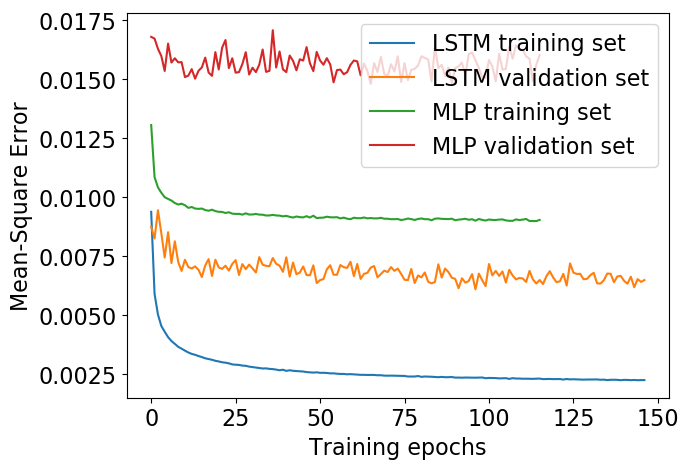 0.0175
0.0150
0.0125
0.0100
0.0075
0.0050
0.0025
Mean-Square Error
LSTM training set
LSTM validation set
MLP training set
MLP validation set
0 25 50 75 100 125 150
Training epochs